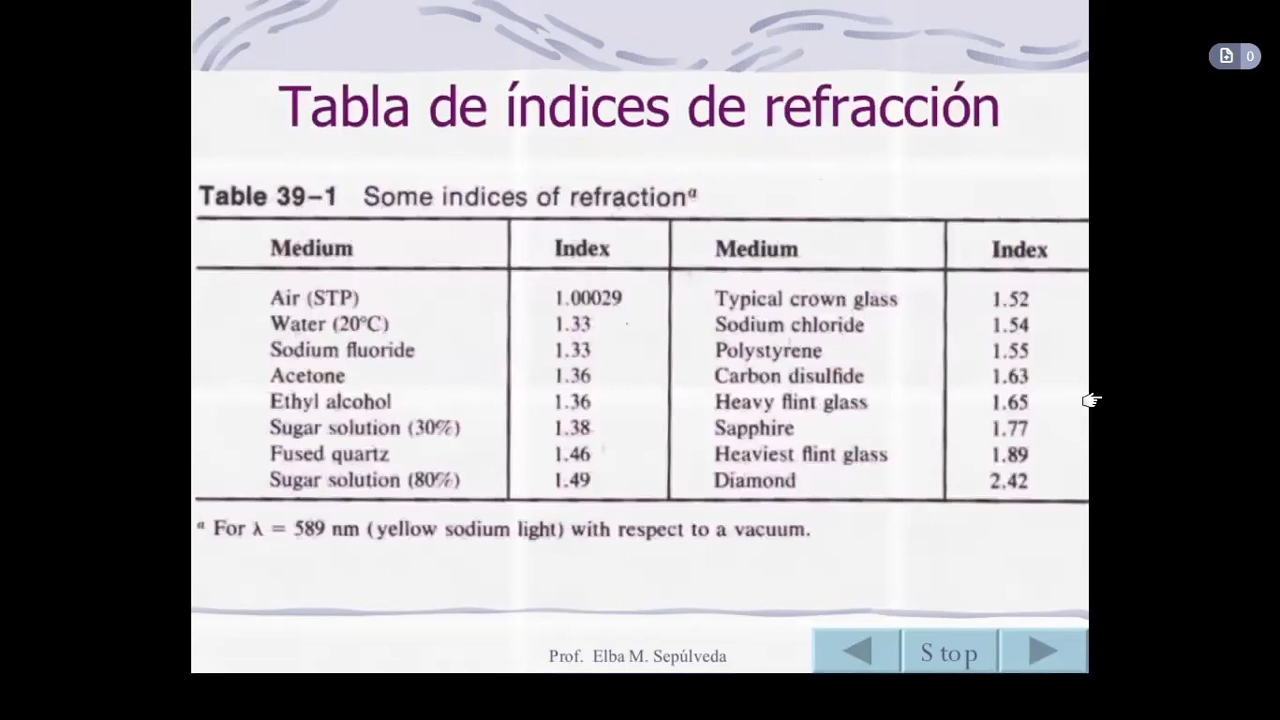 0
Tabla de índices de refracción
Table 39–1 Some indices of refractionᵃ
Medium Index Medium Index
Air (STP) 1.00029 Typical crown glass 1.52
Water (20°C) 1.33 Sodium chloride 1.54
Sodium fluoride 1.33 Polystyrene 1.55
Acetone 1.36 Carbon disulfide 1.63
Ethyl alcohol 1.36 Heavy flint glass 1.65
Sugar solution (30%) 1.38 Sapphire 1.77
Fused quartz 1.46 Heaviest flint glass 1.89
Sugar solution (80%) 1.49 Diamond 2.42
ᵃ For λ = 589 nm (yellow sodium light) with respect to a vacuum.
Prof. Elba M. Sepúlveda
Stop